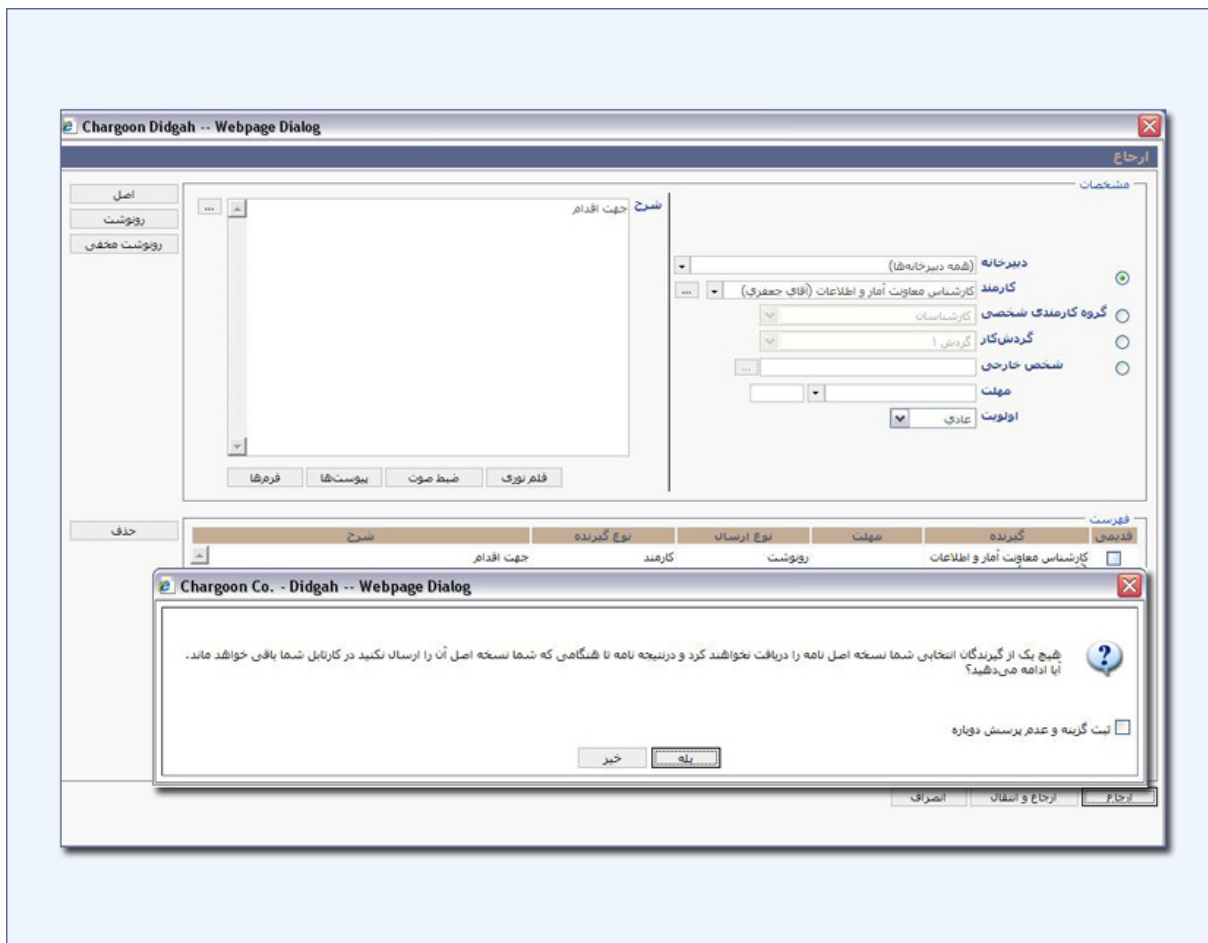 Chargoon Didgah -- Webpage Dialog
ارجاع
مشخصات
دبیرخانه (همه دبیرخانه‌ها)
کارمند کارشناس معاونت آمار و اطلاعات (آقای جعفری) ...
گروه کارمندی شخصی کارشناسان
گردش‌کار گردش ۱
شخص خارجی ...
مهلت
اولویت عادی
شرح جهت اقدام ...
قلم نوری ضبط صوت پیوست‌ها فرم‌ها
اصل
رونوشت
رونوشت مخفی
فهرست
قدیمی گیرنده مهلت نوع ارسال نوع گیرنده شرح
کارشناس معاونت آمار و اطلاعات رونوشت کارمند جهت اقدام
حذف
Chargoon Co. - Didgah -- Webpage Dialog
هیچ یک از گیرندگان انتخابی شما نسخه اصل نامه را دریافت نخواهند کرد و درنتیجه نامه تا هنگامی که شما نسخه اصل آن را ارسال نکنید در کارتابل شما باقی خواهد ماند.
آیا ادامه می‌دهید؟
ثبت گزینه و عدم پرسش دوباره
بله خیر
ارجاع ارجاع و انتقال انصراف